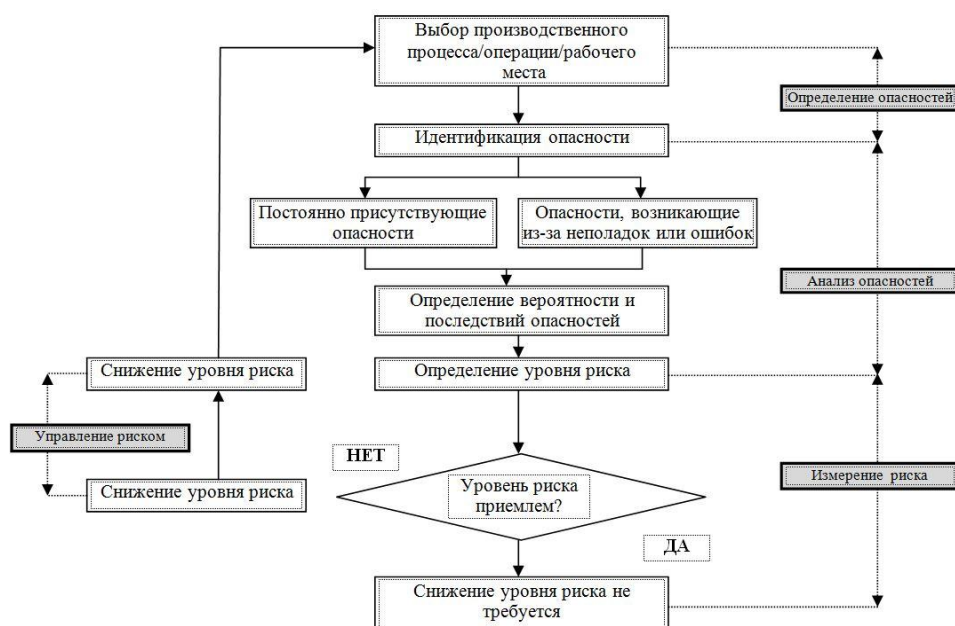 Выбор производственного
процесса/операции/рабочего
места
Определение опасностей
Идентификация опасности
Постоянно присутствующие
опасности
Опасности, возникающие
из-за неполадок или ошибок
Анализ опасностей
Определение вероятности и
последствий опасностей
Снижение уровня риска
Определение уровня риска
Управление риском
НЕТ
Измерение риска
Снижение уровня риска
Уровень риска
приемлем?
ДА
Снижение уровня риска не
требуется